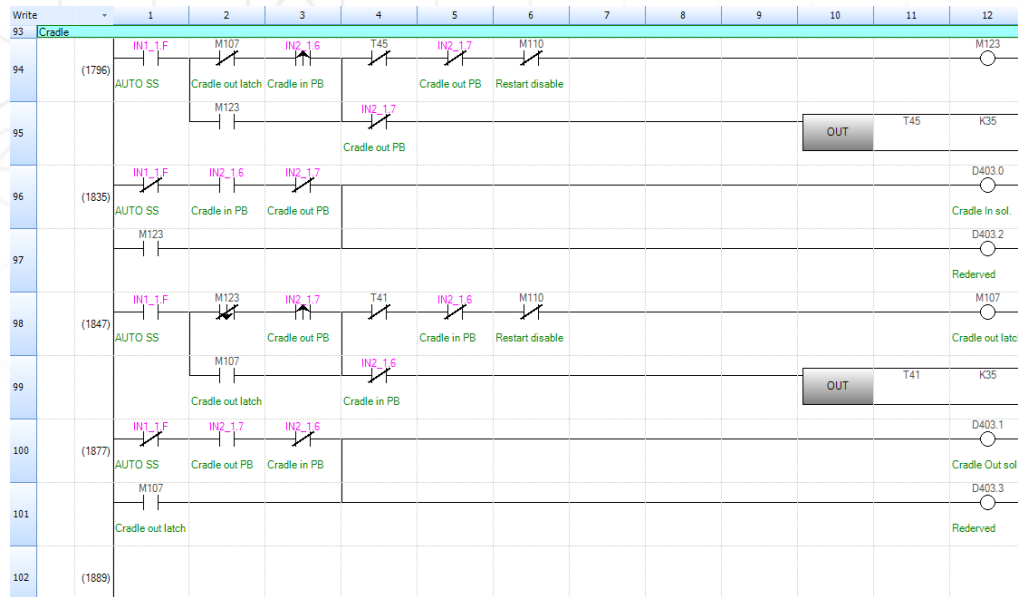 Write 1 2 3 4 5 6 7 8 9 10 11 12
93 Cradle
IN1_1.F M107 IN2_1.6 T45 IN2_1.7 M110 M123
94 (1796)
AUTO SS Cradle out latch Cradle in PB Cradle out PB Restart disable
M123 IN2_1.7
95 OUT T45 K35
Cradle out PB
IN1_1.F IN2_1.6 IN2_1.7 D403.0
96 (1835)
AUTO SS Cradle in PB Cradle out PB Cradle In sol.
M123 D403.2
97
Rederved
IN1_1.F M123 IN2_1.7 T41 IN2_1.6 M110 M107
98 (1847)
AUTO SS Cradle out PB Cradle in PB Restart disable Cradle out latc
M107 IN2_1.6
99 OUT T41 K35
Cradle out latch Cradle in PB
IN1_1.F IN2_1.7 IN2_1.6 D403.1
100 (1877)
AUTO SS Cradle out PB Cradle in PB Cradle Out sol
M107 D403.3
101
Cradle out latch Rederved
102 (1889)